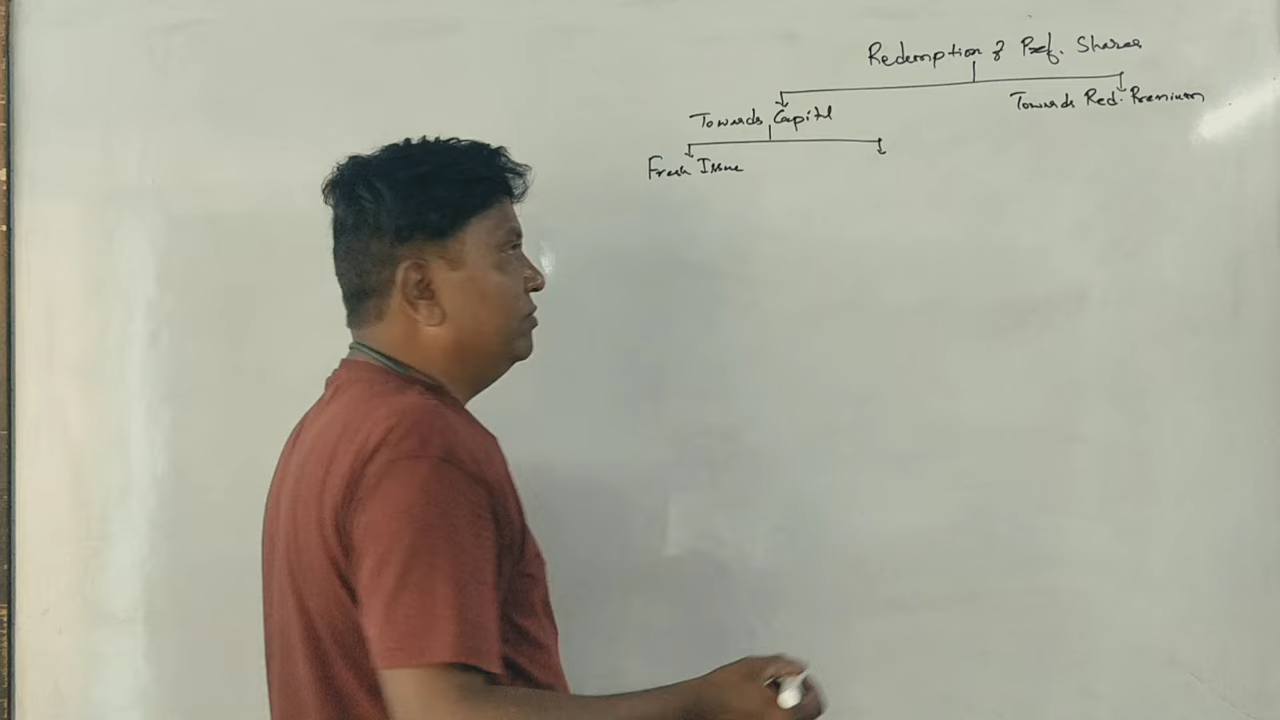 Redemption of Pref. Shares
Towards Capital
Towards Red. Premium
Fresh Issue